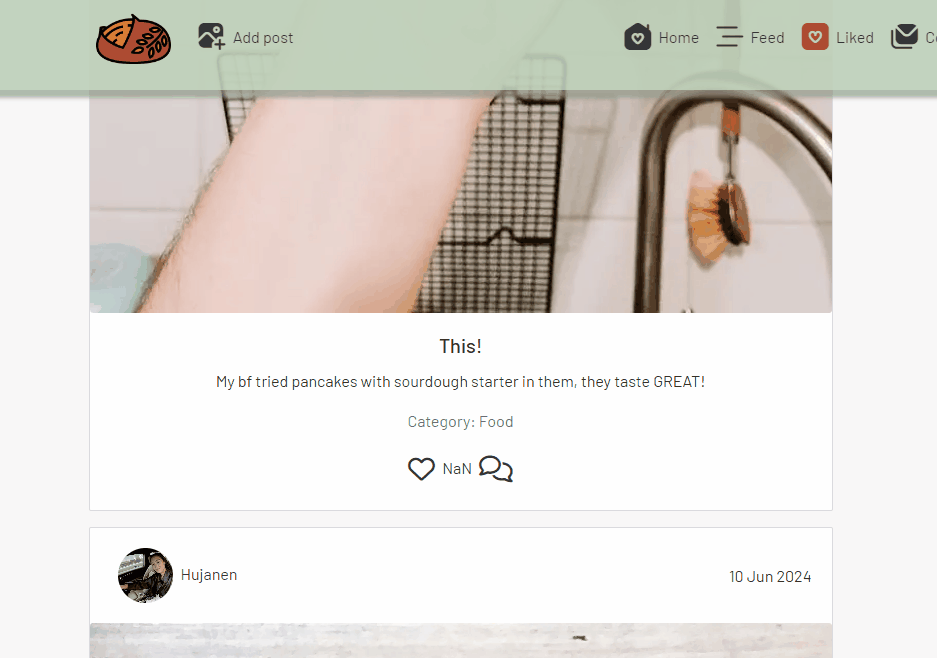 Add post
Home
Feed
Liked
This!
My bf tried pancakes with sourdough starter in them, they taste GREAT!
Category: Food
NaN
Hujanen
10 Jun 2024